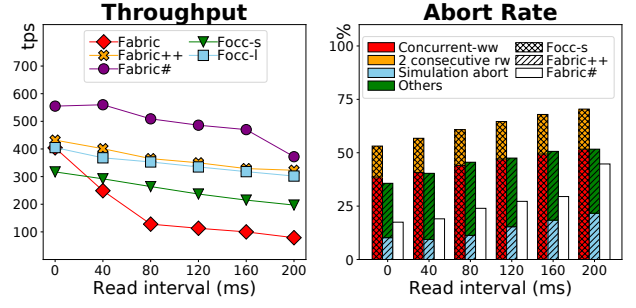 Throughput
tps
Fabric
Fabric++
Fabric#
Focc-s
Focc-l
700
600
500
400
300
200
100
0 40 80 120 160 200
Read interval (ms)
Abort Rate
%
Concurrent-ww
2 consecutive rw
Simulation abort
Others
Focc-s
Fabric++
Fabric#
100
75
50
25
0
0 40 80 120 160 200
Read interval (ms)